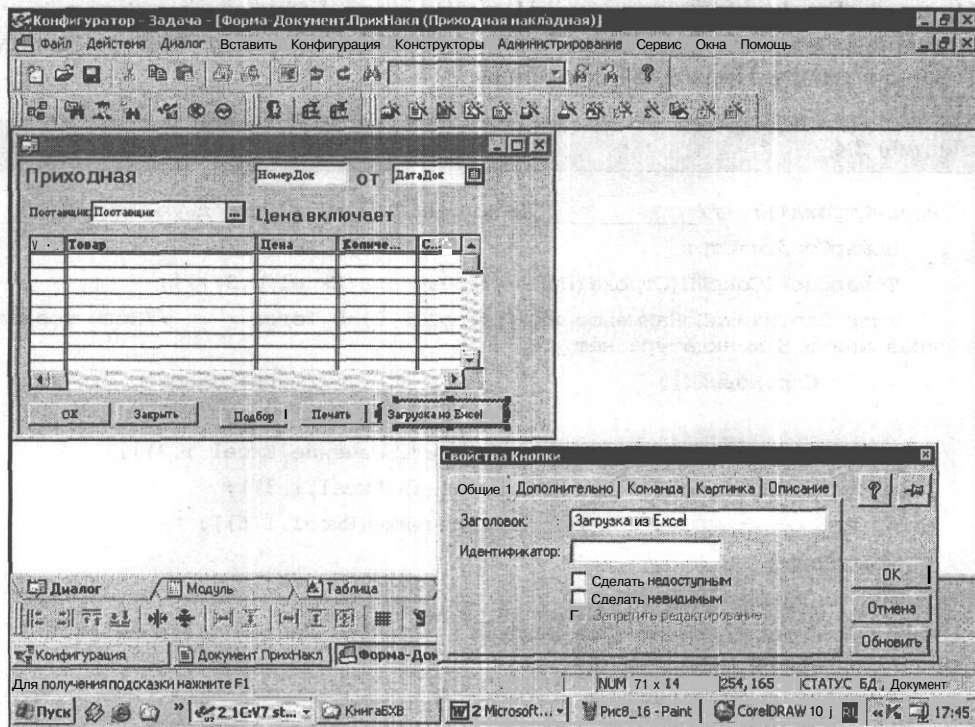 Конфигуратор - Задача - [Форма-Документ.ПрихНакл (Приходная накладная)]
Файл Действия Диалог Вставить Конфигурация Конструкторы Администрирование Сервис Окна Помощь
Приходная НомерДок от ДатаДок
Поставщик: Поставщик ... Цена включает
Товар Цена Количе... С...
ОК Закрыть Подбор Печать Загрузка из Excel
Свойства Кнопки
Общие Дополнительно Команда Картинка Описание
Заголовок: Загрузка из Excel
Идентификатор:
Сделать недоступным
Сделать невидимым
Запретить редактирование
ОК
Отмена
Обновить
Диалог Модуль Таблица
Конфигурация Документ ПрихНакл Форма-Док
Для получения подсказки нажмите F1 NUM 71 x 14 254, 165 СТАТУС БД, Документ
Пуск » 2 1C:V7 st... КнигаБХВ 2 Microsoft... Рис8_16 - Paint CorelDRAW 10 17:45